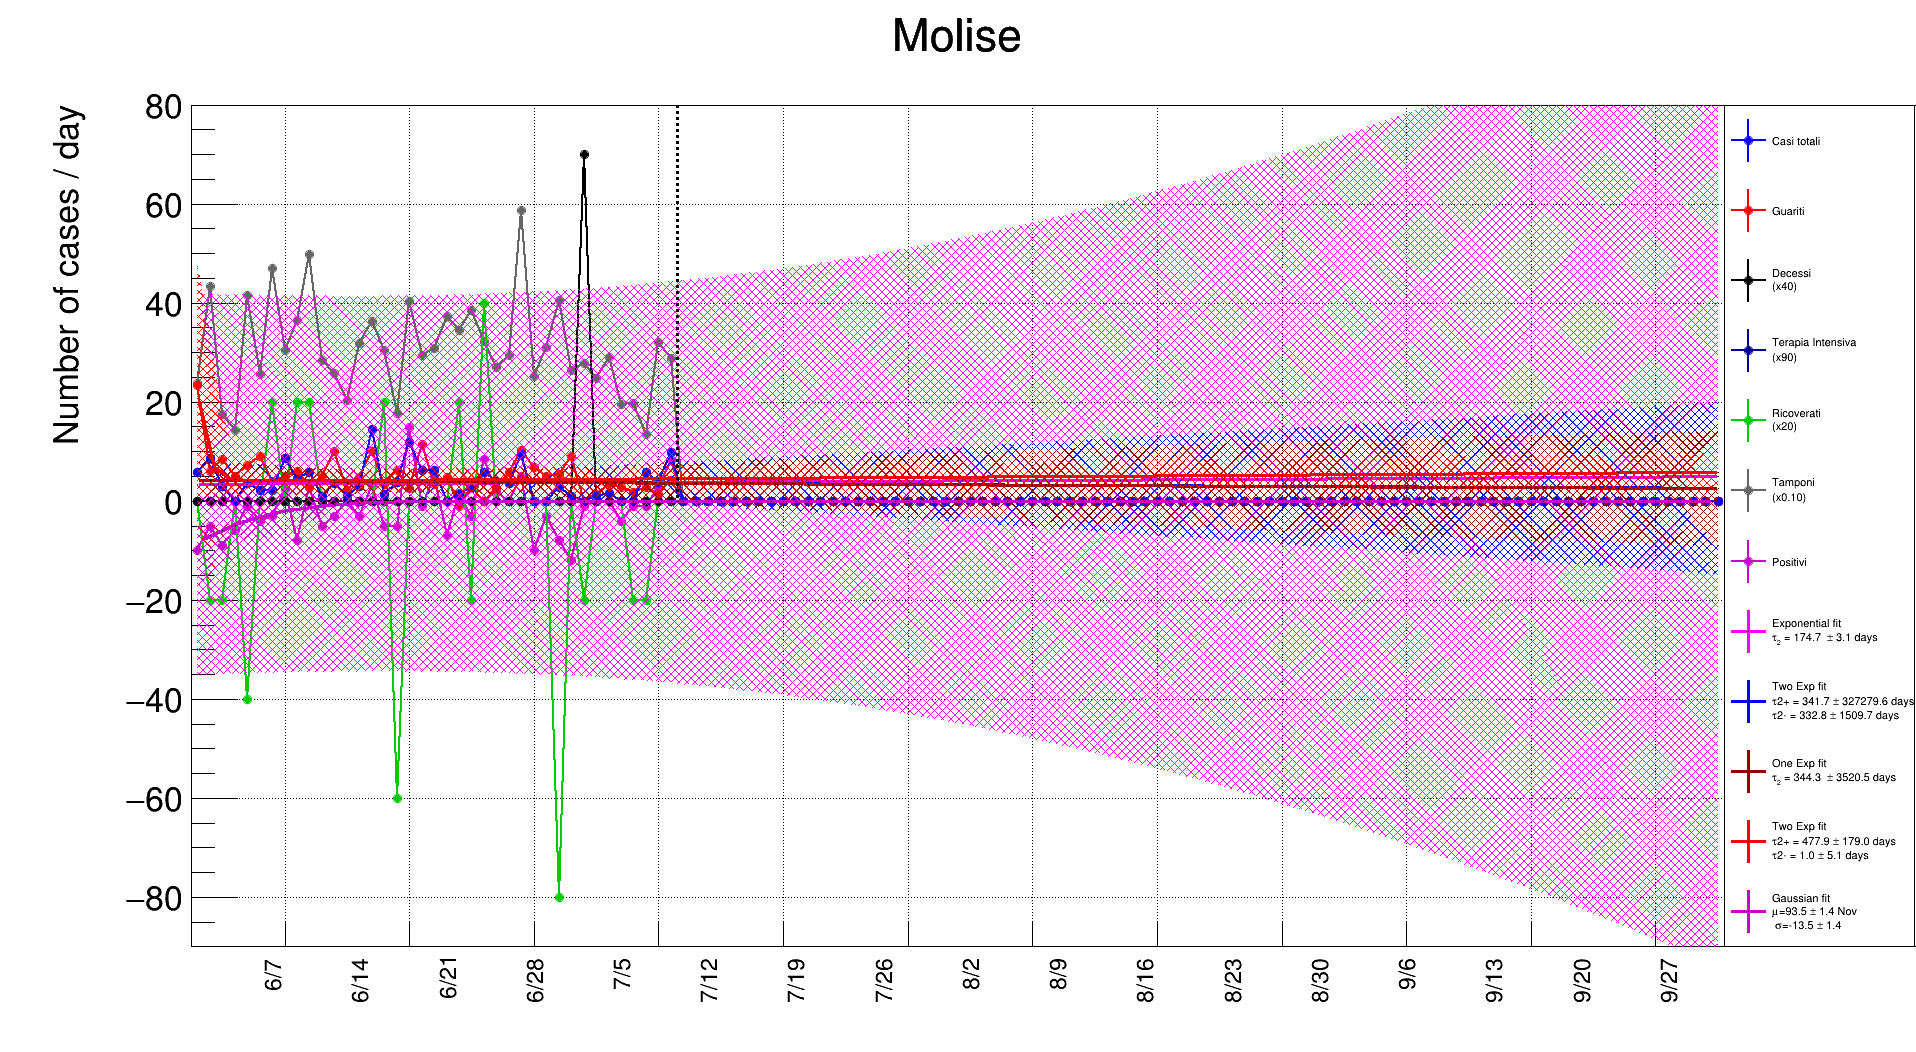 Molise
Number of cases / day
80
60
40
20
0
−20
−40
−60
−80
6/7
6/14
6/21
6/28
7/5
7/12
7/19
7/26
8/2
8/9
8/16
8/23
8/30
9/6
9/13
9/20
9/27
Casi totali
Guariti
Decessi
(x40)
Terapia Intensiva
(x90)
Ricoverati
(x20)
Tamponi
(x0.10)
Positivi
Exponential fit
τ2 = 174.7 ± 3.1 days
Two Exp fit
τ2+ = 341.7 ± 327279.6 days
τ2- = 332.8 ± 1509.7 days
One Exp fit
τ2 = 344.3 ± 3520.5 days
Two Exp fit
τ2+ = 477.9 ± 179.0 days
τ2- = 1.0 ± 5.1 days
Gaussian fit
μ=93.5 ± 1.4 Nov
σ=-13.5 ± 1.4